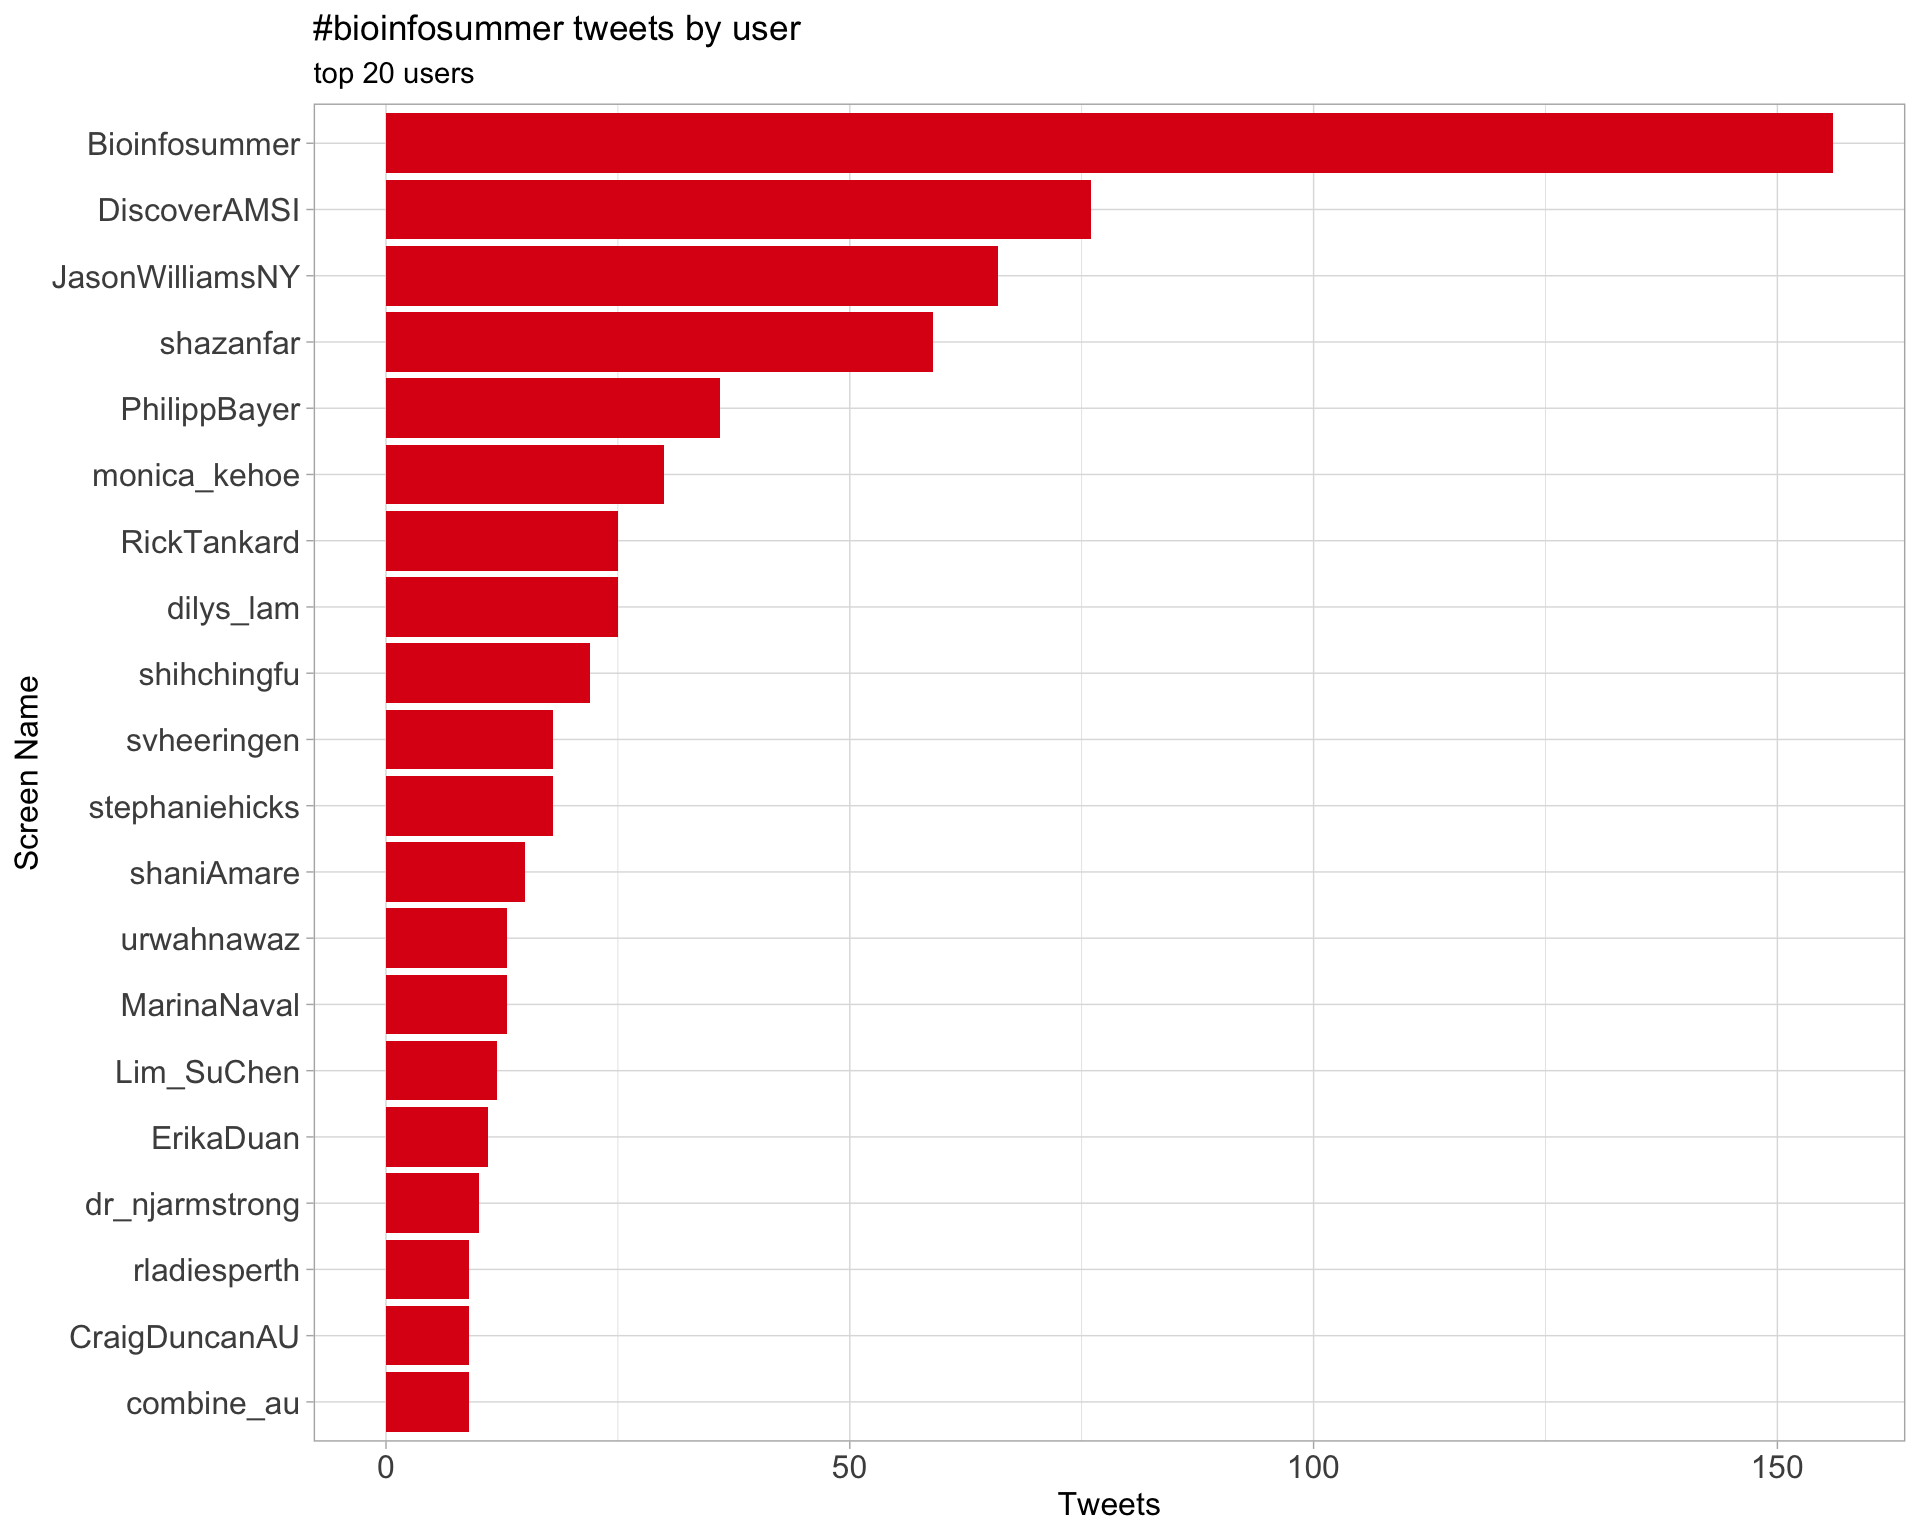 #bioinfosummer tweets by user
top 20 users
Bioinfosummer
DiscoverAMSI
JasonWilliamsNY
shazanfar
PhilippBayer
monica_kehoe
RickTankard
dilys_lam
shihchingfu
svheeringen
stephaniehicks
shaniAmare
urwahnawaz
MarinaNaval
Lim_SuChen
ErikaDuan
dr_njarmstrong
rladiesperth
CraigDuncanAU
combine_au
Screen Name
0 50 100 150
Tweets